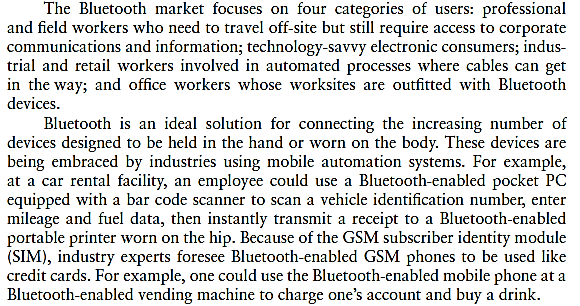 The Bluetooth market focuses on four categories of users: professional
and field workers who need to travel off-site but still require access to corporate
communications and information; technology-savvy electronic consumers; indus-
trial and retail workers involved in automated processes where cables can get
in the way; and office workers whose worksites are outfitted with Bluetooth
devices.
Bluetooth is an ideal solution for connecting the increasing number of
devices designed to be held in the hand or worn on the body. These devices are
being embraced by industries using mobile automation systems. For example,
at a car rental facility, an employee could use a Bluetooth-enabled pocket PC
equipped with a bar code scanner to scan a vehicle identification number, enter
mileage and fuel data, then instantly transmit a receipt to a Bluetooth-enabled
portable printer worn on the hip. Because of the GSM subscriber identity module
(SIM), industry experts foresee Bluetooth-enabled GSM phones to be used like
credit cards. For example, one could use the Bluetooth-enabled mobile phone at a
Bluetooth-enabled vending machine to charge one's account and buy a drink.